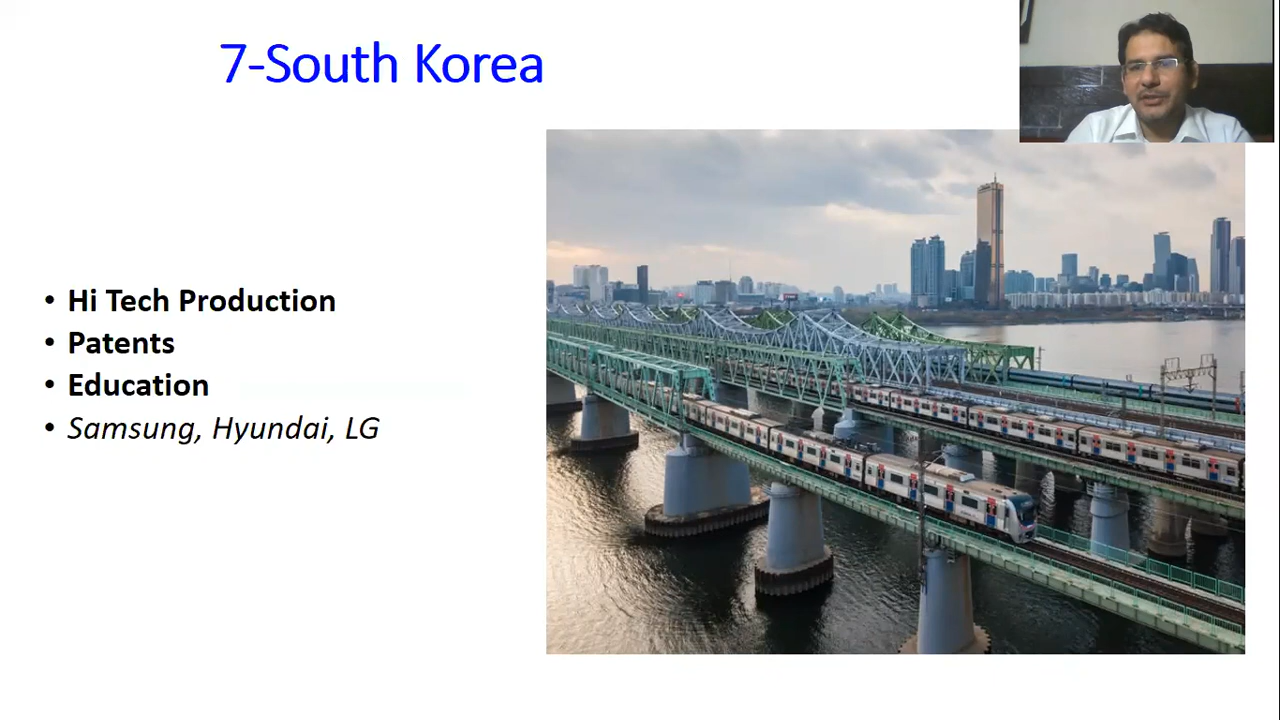 7-South Korea
• Hi Tech Production
• Patents
• Education
• Samsung, Hyundai, LG